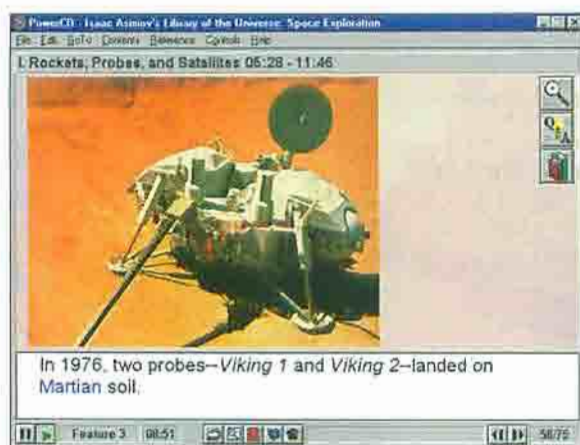 PowerCD - Isaac Asimov's Library of the Universe: Space Exploration
File Edit GoTo Contents Reference Controls Help
I. Rockets, Probes, and Satellites 05:28 - 11:46
Q A
In 1976, two probes--Viking 1 and Viking 2--landed on
Martian soil.
Feature 3 08:51 58/76